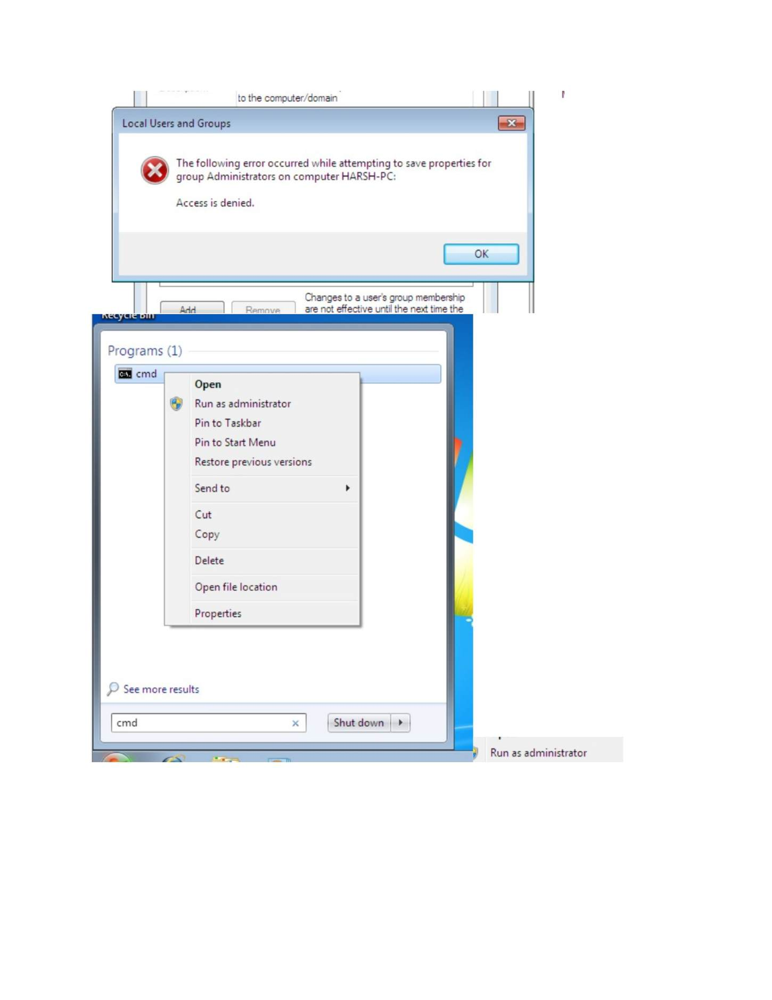 to the computer/domain
Local Users and Groups
The following error occurred while attempting to save properties for
group Administrators on computer HARSH-PC:
Access is denied.
OK
Changes to a user's group membership
are not effective until the next time the
Add...
Remove
Recycle Bin
Programs (1)
cmd
Open
Run as administrator
Pin to Taskbar
Pin to Start Menu
Restore previous versions
Send to
Cut
Copy
Delete
Open file location
Properties
See more results
cmd
Shut down
Run as administrator